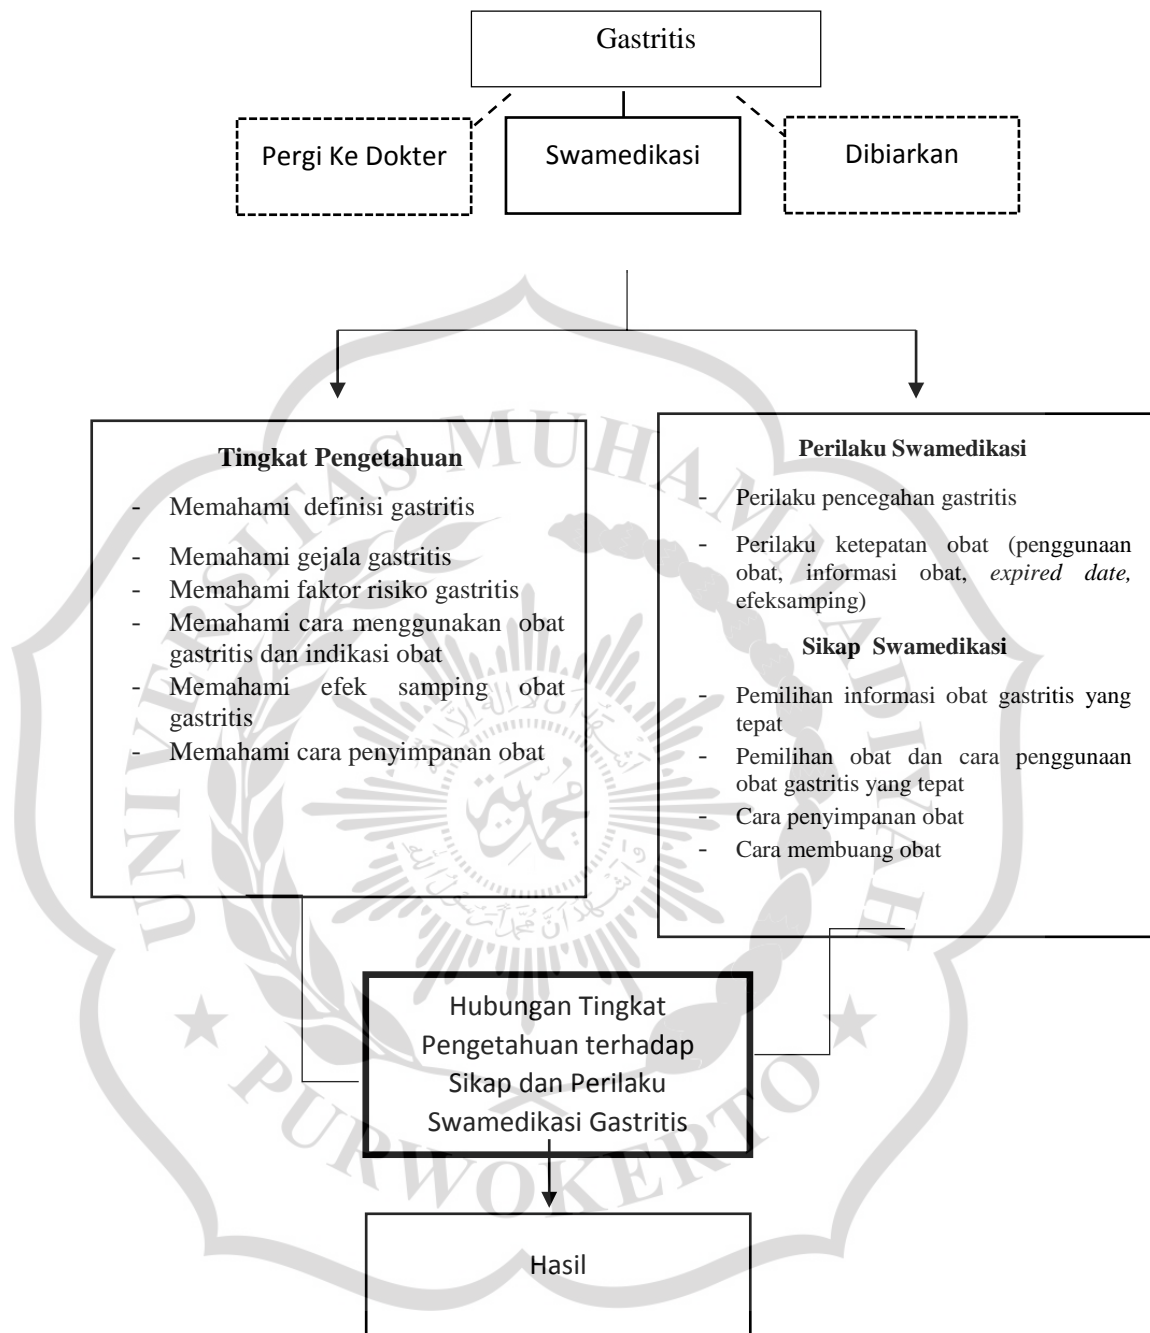 Gastritis
Pergi Ke Dokter
Swamedikasi
Dibiarkan
Tingkat Pengetahuan
- Memahami definisi gastritis
- Memahami gejala gastritis
- Memahami faktor risiko gastritis
- Memahami cara menggunakan obat
gastritis dan indikasi obat
- Memahami efek samping obat
gastritis
- Memahami cara penyimpanan obat
Perilaku Swamedikasi
- Perilaku pencegahan gastritis
- Perilaku ketepatan obat (penggunaan
obat, informasi obat, expired date,
efeksamping)
Sikap Swamedikasi
- Pemilihan informasi obat gastritis yang
tepat
- Pemilihan obat dan cara penggunaan
obat gastritis yang tepat
- Cara penyimpanan obat
- Cara membuang obat
Hubungan Tingkat
Pengetahuan terhadap
Sikap dan Perilaku
Swamedikasi Gastritis
Hasil
UNIVERSITAS MUHAMMADIYAH
PURWOKERTO